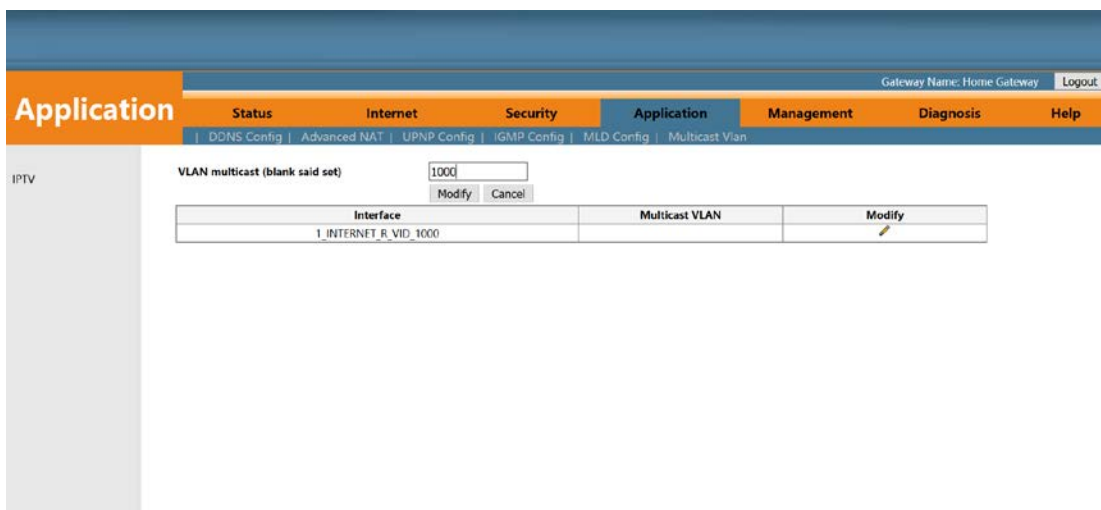 Gateway Name: Home Gateway Logout
Application
Status Internet Security Application Management Diagnosis Help
| DDNS Config | Advanced NAT | UPNP Config | IGMP Config | MLD Config | Multicast Vlan
IPTV
VLAN multicast (blank said set) 1000
Modify Cancel
Interface Multicast VLAN Modify
1_INTERNET_R_VID_1000